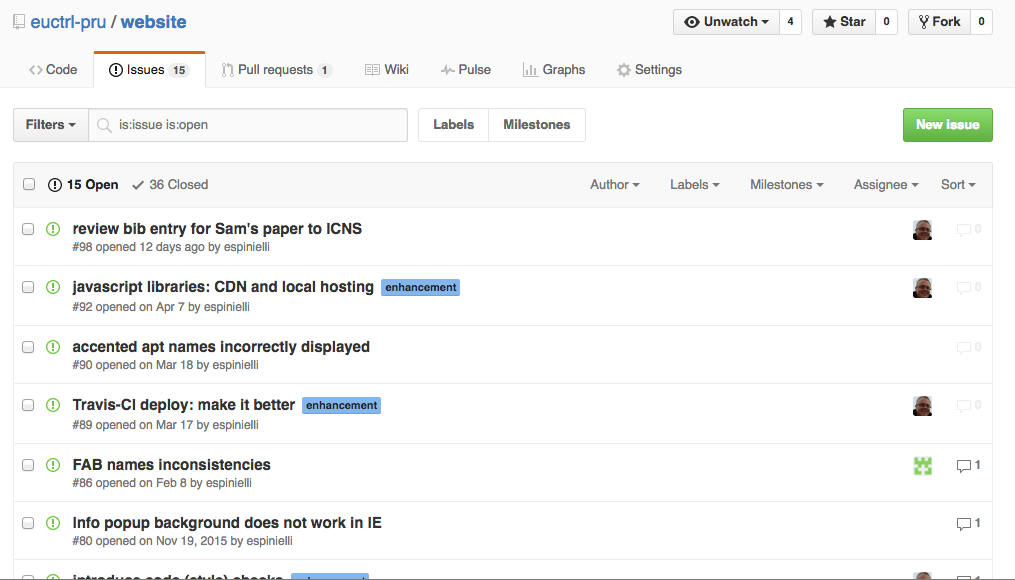 euctrl-pru / website
Unwatch 4 Star 0 Fork 0
Code Issues 15 Pull requests 1 Wiki Pulse Graphs Settings
Filters is:issue is:open Labels Milestones New issue
15 Open 36 Closed Author Labels Milestones Assignee Sort
review bib entry for Sam's paper to ICNS 0
#98 opened 12 days ago by espinielli
javascript libraries: CDN and local hosting enhancement 0
#92 opened on Apr 7 by espinielli
accented apt names incorrectly displayed 0
#90 opened on Mar 18 by espinielli
Travis-CI deploy: make it better enhancement 0
#89 opened on Mar 17 by espinielli
FAB names inconsistencies 1
#86 opened on Feb 8 by espinielli
Info popup background does not work in IE 1
#80 opened on Nov 19, 2015 by espinielli
introduce code (style) checks enhancement 1